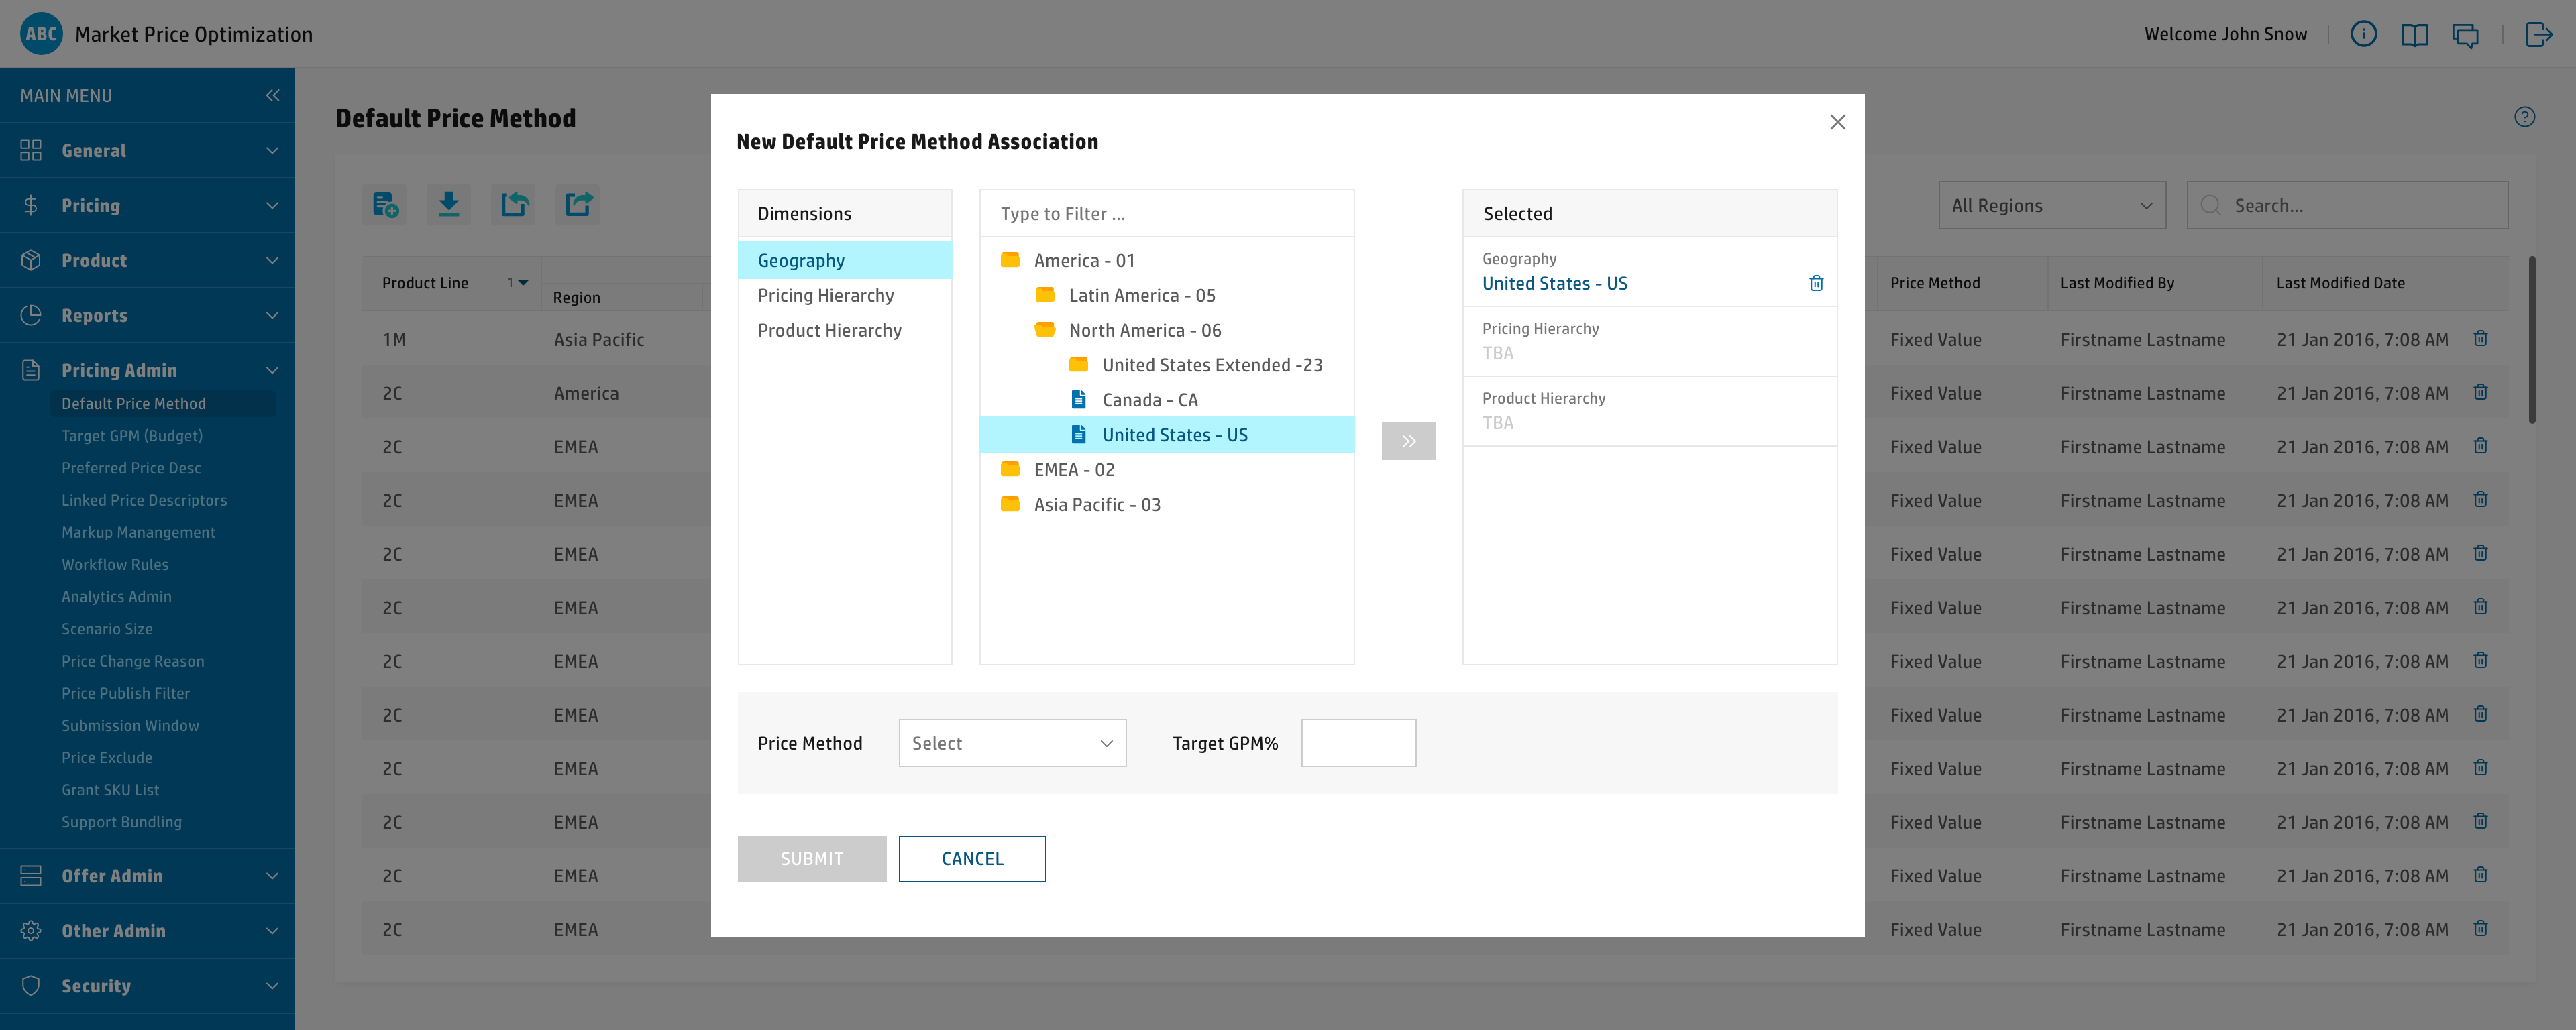 ABC Market Price Optimization
Welcome John Snow
MAIN MENU
General
Pricing
Product
Reports
Pricing Admin
Default Price Method
Target GPM (Budget)
Preferred Price Desc
Linked Price Descriptors
Markup Manangement
Workflow Rules
Analytics Admin
Scenario Size
Price Change Reason
Price Publish Filter
Submission Window
Price Exclude
Grant SKU List
Support Bundling
Offer Admin
Other Admin
Security
Default Price Method
All Regions
Search...
Product Line 1
Region
Price Method Last Modified By Last Modified Date
1M Asia Pacific Fixed Value Firstname Lastname 21 Jan 2016, 7:08 AM
2C America Fixed Value Firstname Lastname 21 Jan 2016, 7:08 AM
2C EMEA Fixed Value Firstname Lastname 21 Jan 2016, 7:08 AM
2C EMEA Fixed Value Firstname Lastname 21 Jan 2016, 7:08 AM
2C EMEA Fixed Value Firstname Lastname 21 Jan 2016, 7:08 AM
2C EMEA Fixed Value Firstname Lastname 21 Jan 2016, 7:08 AM
2C EMEA Fixed Value Firstname Lastname 21 Jan 2016, 7:08 AM
2C EMEA Fixed Value Firstname Lastname 21 Jan 2016, 7:08 AM
2C EMEA Fixed Value Firstname Lastname 21 Jan 2016, 7:08 AM
2C EMEA Fixed Value Firstname Lastname 21 Jan 2016, 7:08 AM
2C EMEA Fixed Value Firstname Lastname 21 Jan 2016, 7:08 AM
2C EMEA Fixed Value Firstname Lastname 21 Jan 2016, 7:08 AM
New Default Price Method Association
Dimensions
Geography
Pricing Hierarchy
Product Hierarchy
Type to Filter ...
America - 01
Latin America - 05
North America - 06
United States Extended -23
Canada - CA
United States - US
EMEA - 02
Asia Pacific - 03
Selected
Geography
United States - US
Pricing Hierarchy
TBA
Product Hierarchy
TBA
Price Method Select Target GPM%
SUBMIT CANCEL